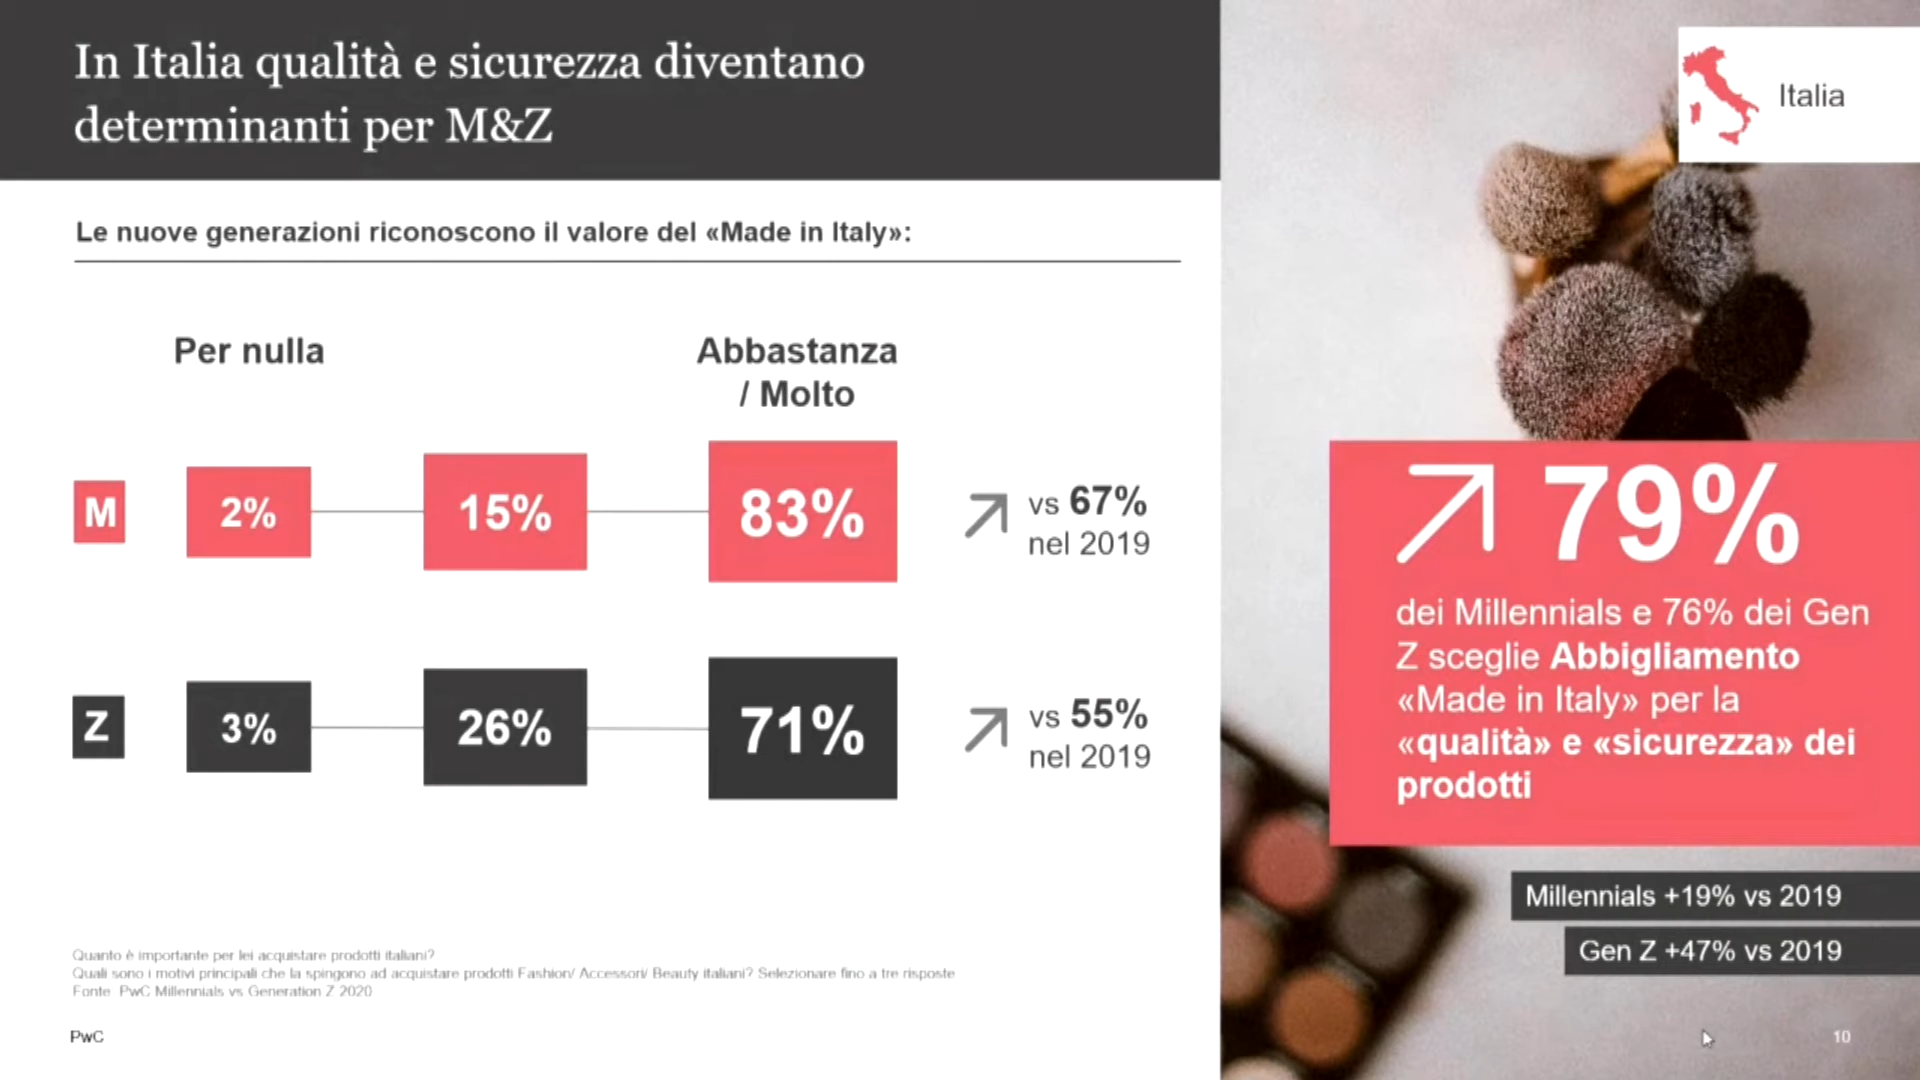 In Italia qualità e sicurezza diventano
determinanti per M&Z
Italia
Le nuove generazioni riconoscono il valore del «Made in Italy»:
Per nulla
Abbastanza
/ Molto
M
2%
15%
83%
vs 67%
nel 2019
Z
3%
26%
71%
vs 55%
nel 2019
79%
dei Millennials e 76% dei Gen
Z sceglie Abbigliamento
«Made in Italy» per la
«qualità» e «sicurezza» dei
prodotti
Millennials +19% vs 2019
Gen Z +47% vs 2019
Quanto è importante per lei acquistare prodotti italiani?
Quali sono i motivi principali che la spingono ad acquistare prodotti Fashion/ Accessori/ Beauty italiani? Selezionare fino a tre risposte
Fonte PwC Millennials vs Generation Z 2020
PwC
10